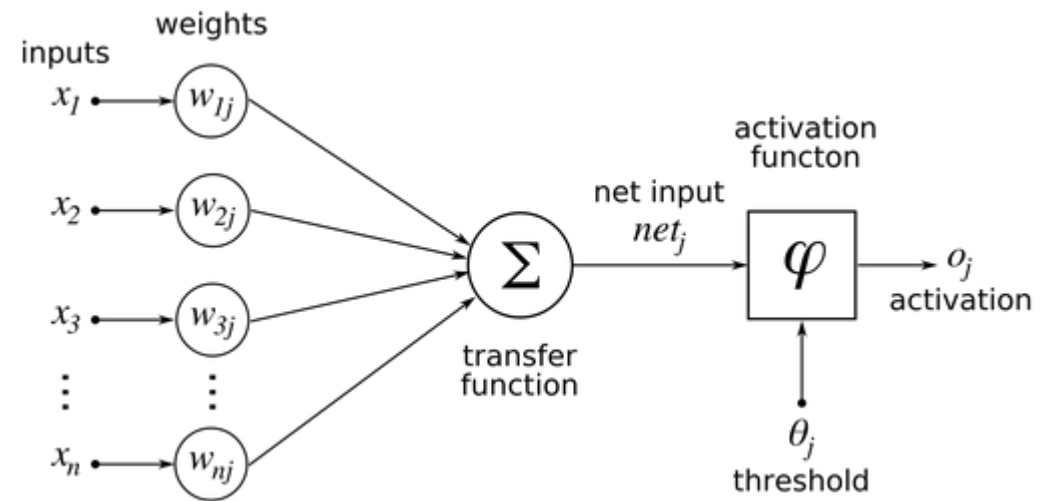 weights
inputs
x₁ w₁ⱼ
activation
functon
x₂ w₂ⱼ
net input
netⱼ
Σ
φ
oⱼ
activation
x₃ w₃ⱼ
transfer
function
⋮ ⋮
θⱼ
threshold
xₙ wₙⱼ